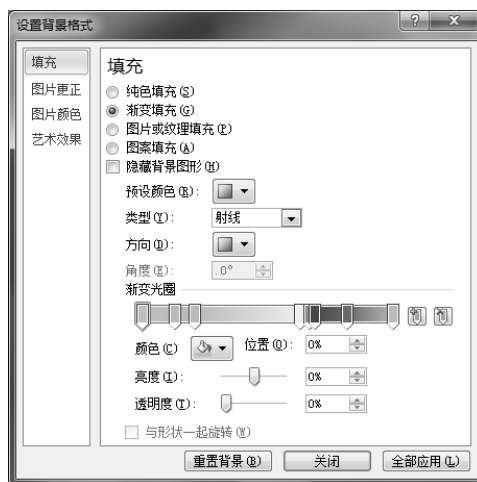 设置背景格式
填充
图片更正
图片颜色
艺术效果
填充
纯色填充(S)
渐变填充(G)
图片或纹理填充(P)
图案填充(A)
隐藏背景图形(H)
预设颜色(R):
类型(Y): 射线
方向(D):
角度(E): .0°
渐变光圈
颜色(C) 位置(O): 0%
亮度(I): 0%
透明度(T): 0%
与形状一起旋转(W)
重置背景(B) 关闭 全部应用(L)